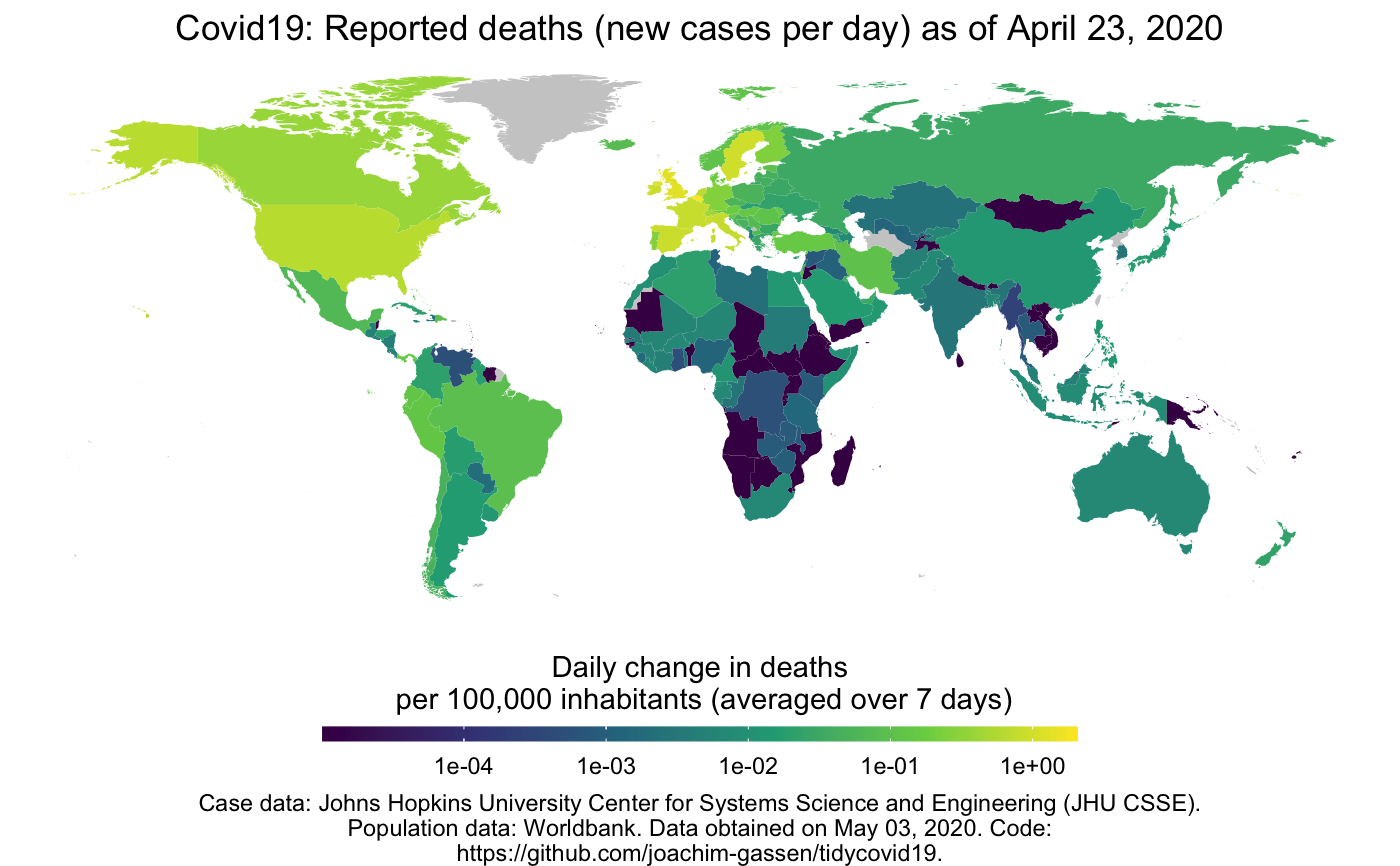 Covid19: Reported deaths (new cases per day) as of April 23, 2020
Daily change in deaths
per 100,000 inhabitants (averaged over 7 days)
1e-04 1e-03 1e-02 1e-01 1e+00
Case data: Johns Hopkins University Center for Systems Science and Engineering (JHU CSSE).
Population data: Worldbank. Data obtained on May 03, 2020. Code:
https://github.com/joachim-gassen/tidycovid19.